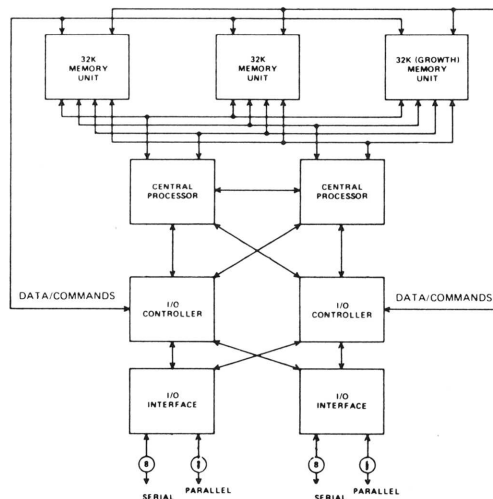 32K
MEMORY
UNIT
32K
MEMORY
UNIT
32K (GROWTH)
MEMORY
UNIT
CENTRAL
PROCESSOR
CENTRAL
PROCESSOR
DATA/COMMANDS
I/O
CONTROLLER
I/O
CONTROLLER
DATA/COMMANDS
I/O
INTERFACE
I/O
INTERFACE
8
8
SERIAL
PARALLEL
SERIAL
PARALLEL